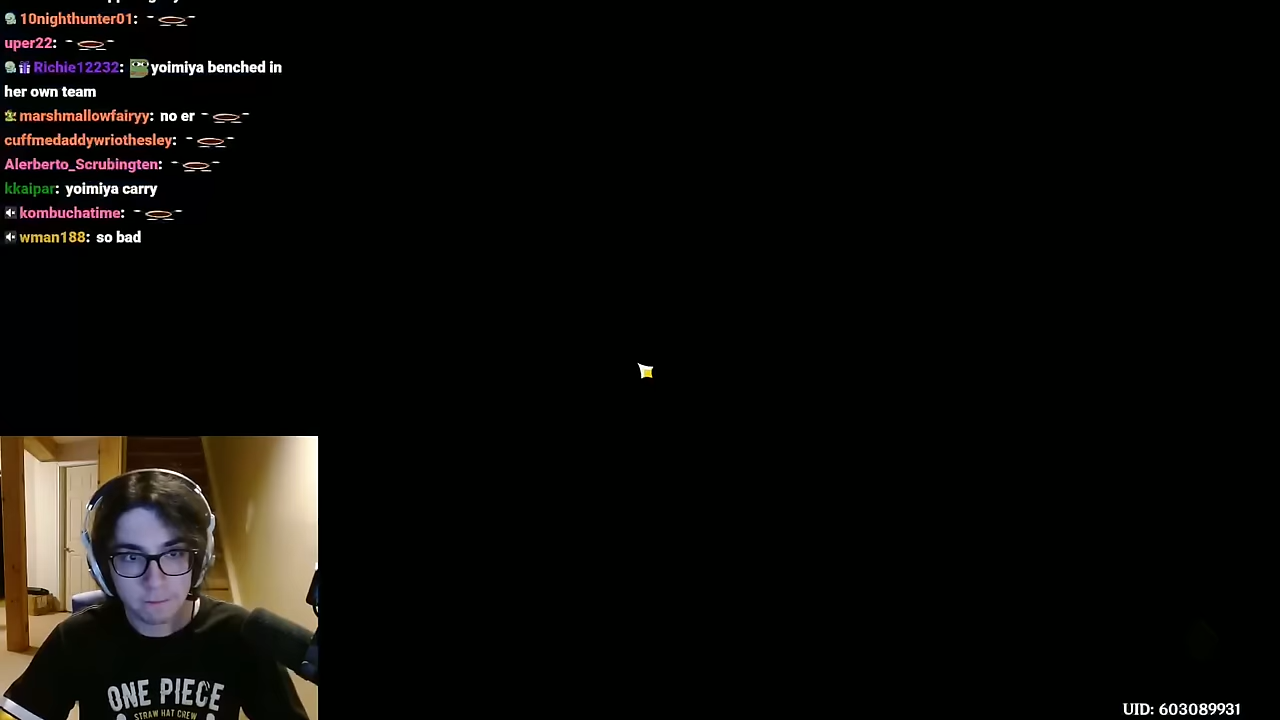 10nighthunter01:
uper22:
Richie12232: yoimiya benched in
her own team
marshmallowfairyy: no er
cuffmedaddywriothesley:
Alerberto_Scrubingten:
kkaipar: yoimiya carry
kombuchatime:
wman188: so bad
ONE PIECE
STRAW HAT CREW
UID: 603089931